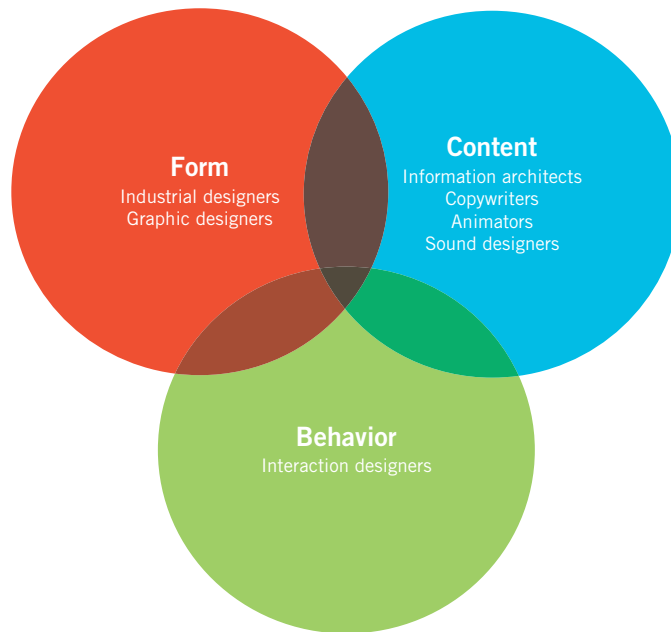 Form
Industrial designers
Graphic designers
Content
Information architects
Copywriters
Animators
Sound designers
Behavior
Interaction designers